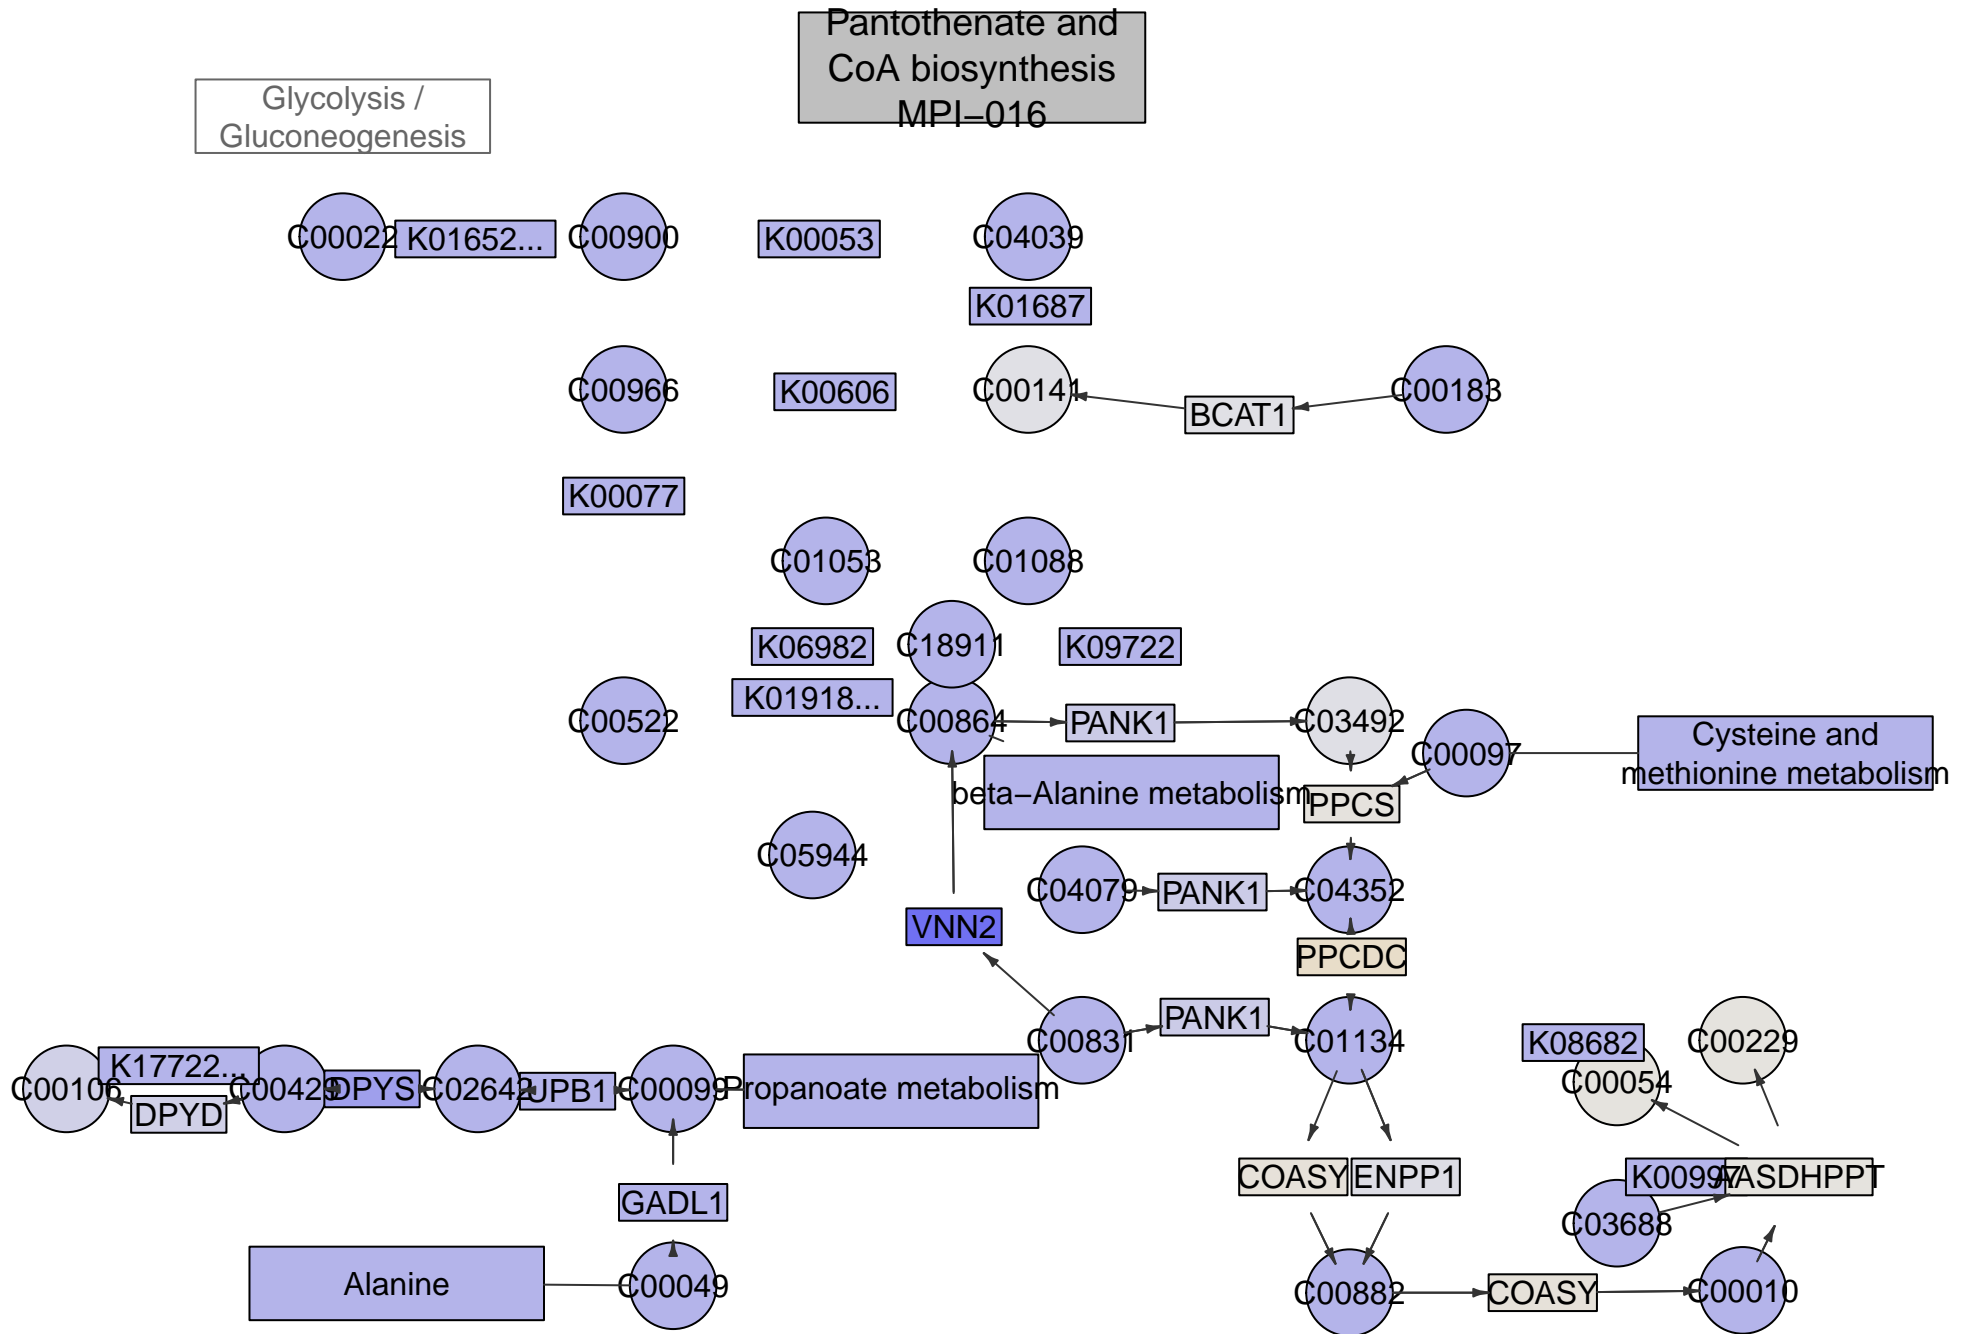 Pantothenate and
CoA biosynthesis
MPI−016
Glycolysis /
Gluconeogenesis
C00022
K01652...
C00900
K00053
C04039
K01687
C00966
K00606
C00141
BCAT1
C00183
K00077
C01053
C01088
K06982
C18911
K09722
K01918...
C00522
C00864
PANK1
C03492
C00097
Cysteine and
methionine metabolism
beta−Alanine metabolism
PPCS
C05944
C04079
PANK1
C04352
VNN2
PPCDC
C00831
PANK1
C01134
K08682
C00229
C00054
C00106
K17722...
DPYD
C00429
DPYS
C02642
UPB1
C00099
Propanoate metabolism
COASY
ENPP1
K00997
AASDHPPT
GADL1
C03688
Alanine
C00049
C00882
COASY
C00010